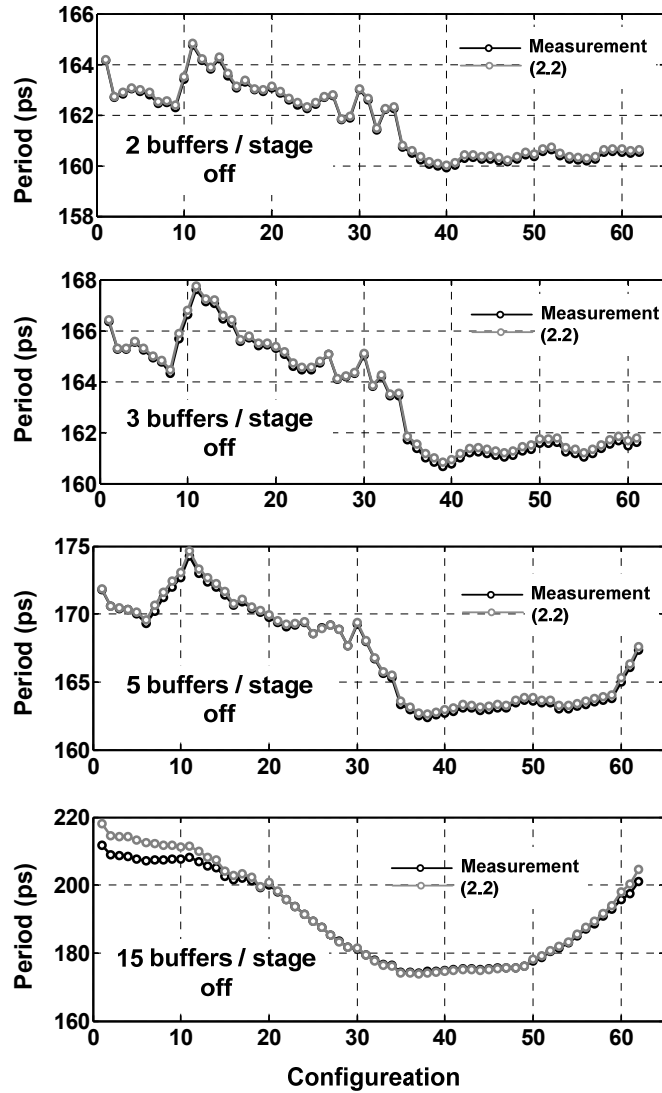 166
164
162
160
158
Period (ps)
Measurement
(2.2)
2 buffers / stage
off
0 10 20 30 40 50 60
168
166
164
161
160
Period (ps)
Measurement
(2.2)
3 buffers / stage
off
0 10 20 30 40 50 60
175
170
165
160
Period (ps)
Measurement
(2.2)
5 buffers / stage
off
0 10 20 30 40 50 60
220
200
180
160
Period (ps)
Measurement
(2.2)
15 buffers / stage
off
0 10 20 30 40 50 60
Configureation